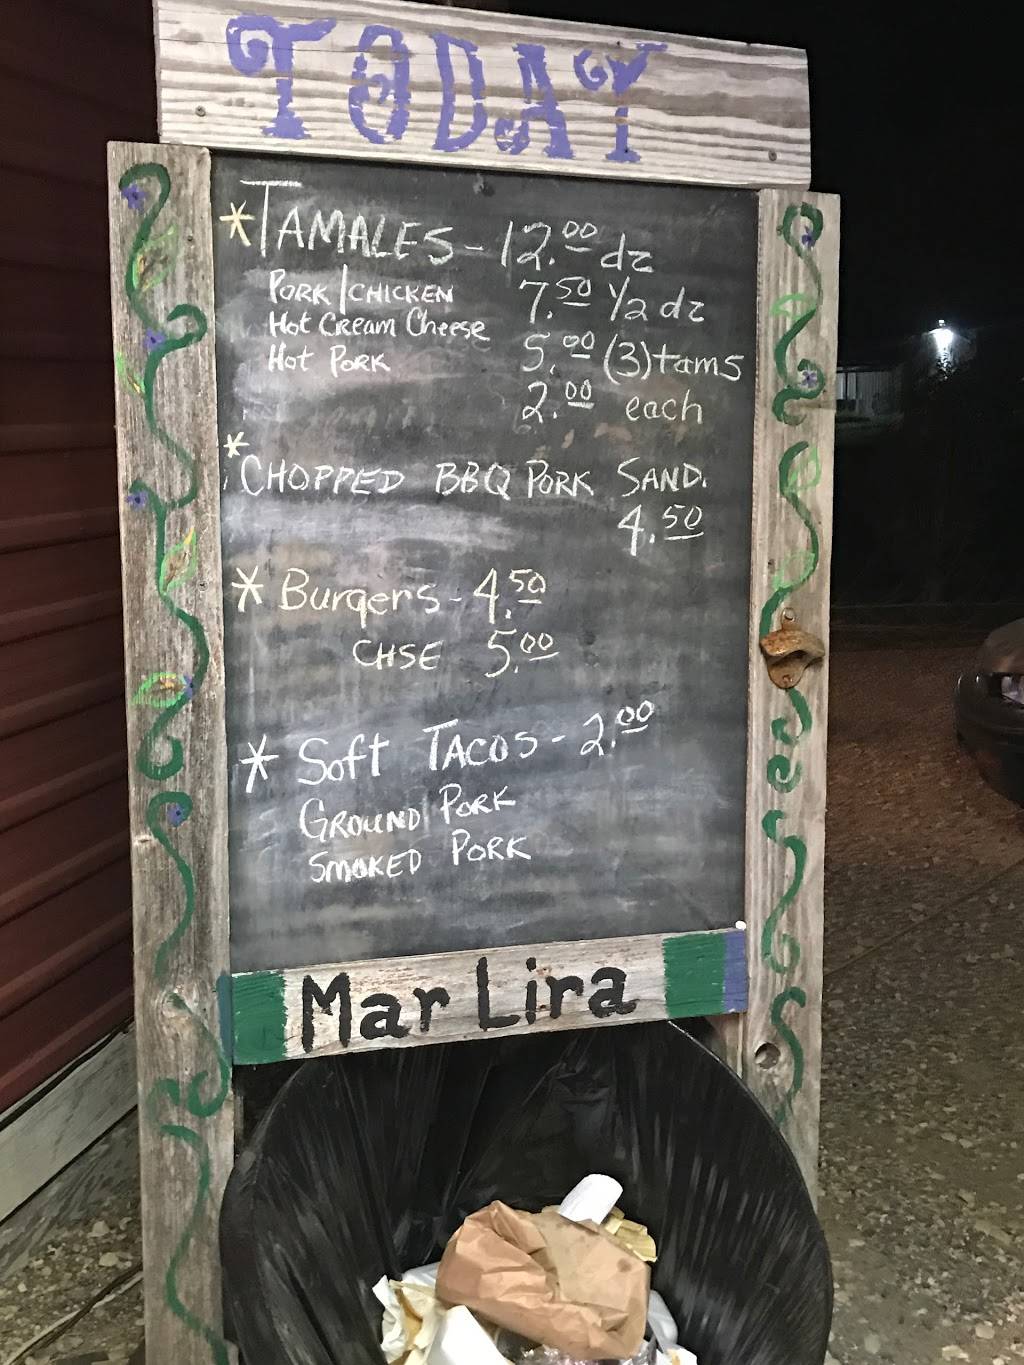 TODAY
*TAMALES - 12.00 dz
PORK/CHICKEN 7.50 1/2 dz
Hot Cream Cheese 5.00 (3) tams
Hot Pork
2.00 each
*CHOPPED BBQ PORK SAND.
4.50
*Burgers - 4.50
CHSE 5.00
*Soft TACOS - 2.00
GROUND PORK
SMOKED PORK
Mar Lira